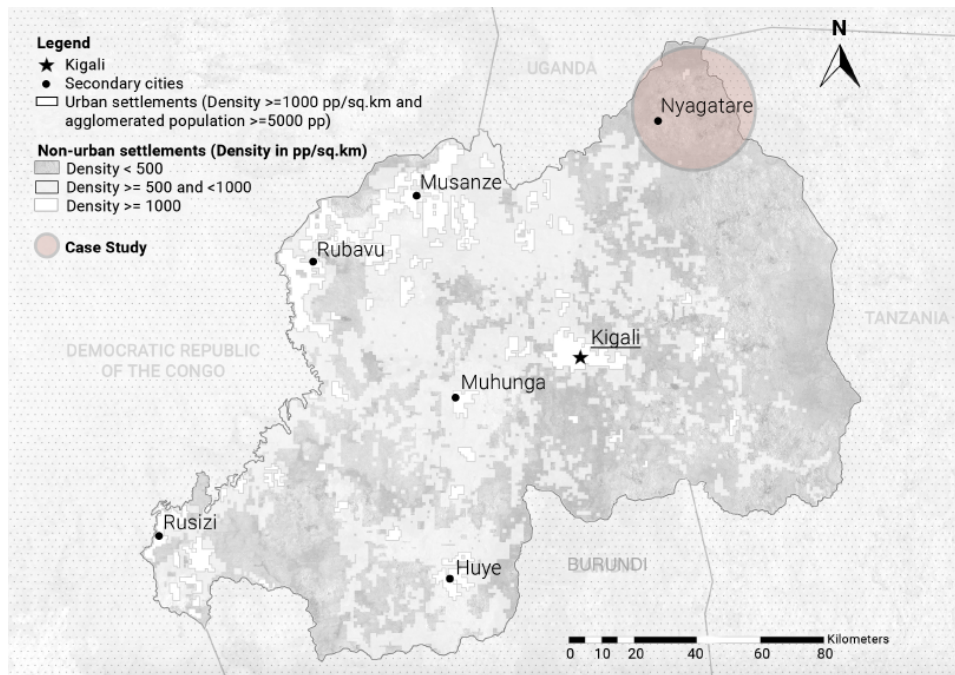 Legend
Kigali
Secondary cities
Urban settlements (Density >=1000 pp/sq.km and
agglomerated population >=5000 pp)
Non-urban settlements (Density in pp/sq.km)
Density < 500
Density >= 500 and <1000
Density >= 1000
Case Study
N
UGANDA
Nyagatare
Musanze
Rubavu
TANZANIA
Kigali
DEMOCRATIC REPUBLIC
OF THE CONGO
Muhunga
Rusizi
Huye
BURUNDI
Kilometers
0 10 20 40 60 80